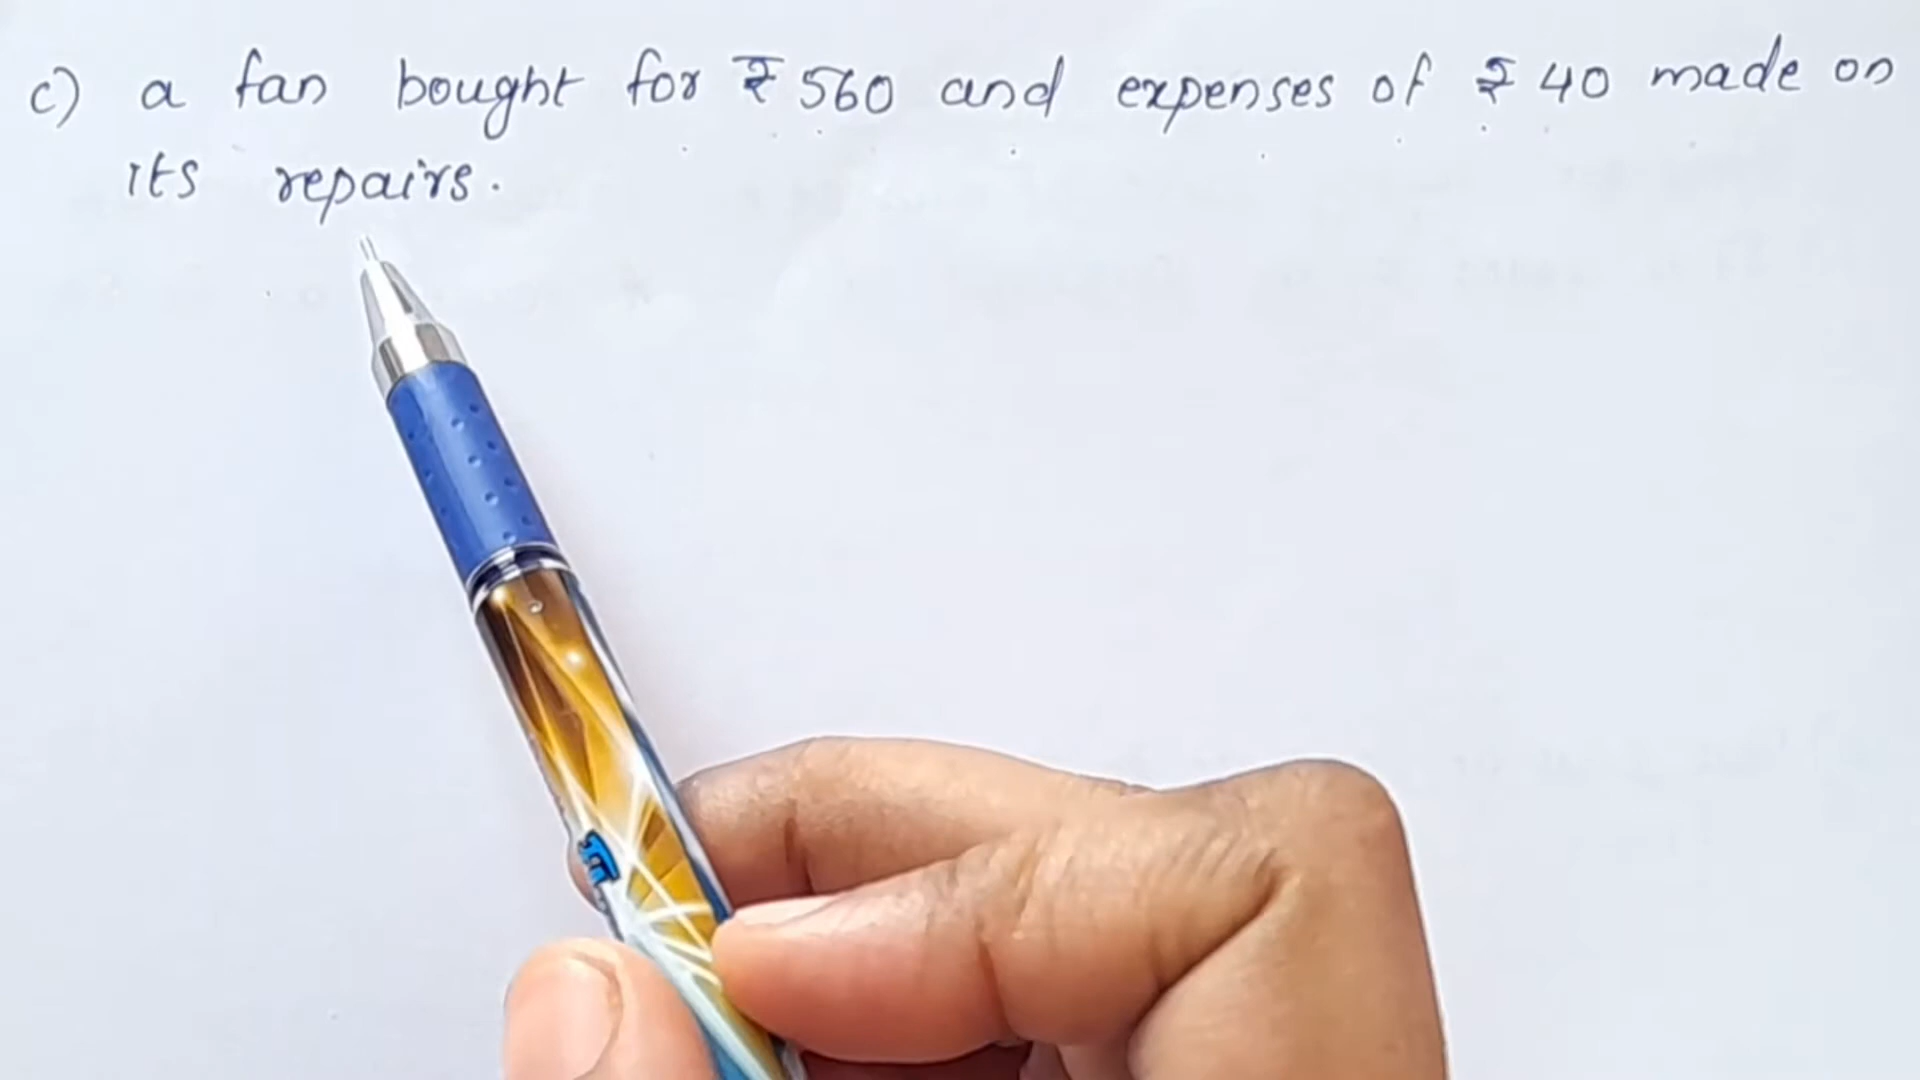 c) a fan bought for ₹ 560 and expenses of ₹ 40 made on
its repairs.